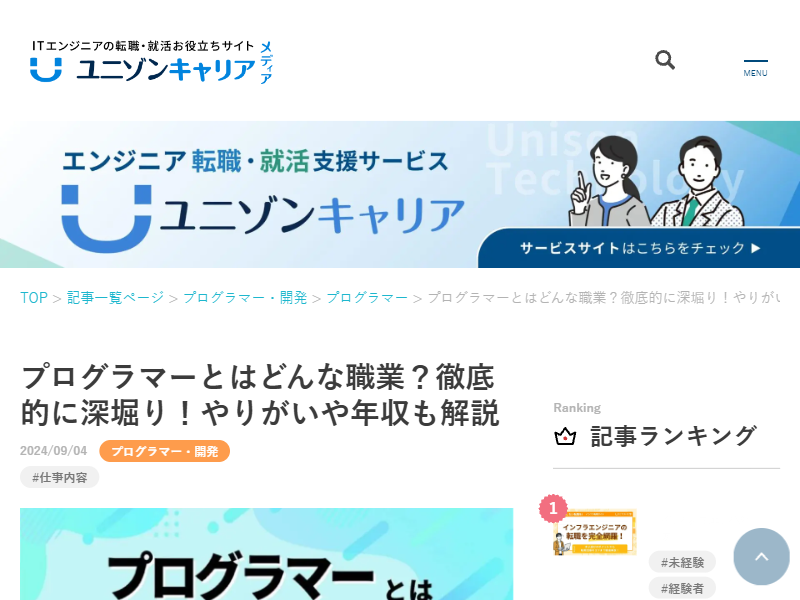 ITエンジニアの転職・就活お役立ちサイト
ユニゾンキャリア
メディア
MENU
Unison
Technology
エンジニア転職・就活支援サービス
ユニゾンキャリア
サービスサイトはこちらをチェック ▶
TOP > 記事一覧ページ > プログラマー・開発 > プログラマー > プログラマーとはどんな職業？徹底的に深堀り！やりがい
プログラマーとはどんな職業？徹底
的に深堀り！やりがいや年収も解説
2024/09/04
プログラマー・開発
#仕事内容
プログラマーとは
Ranking
記事ランキング
1
インフラエンジニアの
転職を完全網羅！
#未経験
#経験者